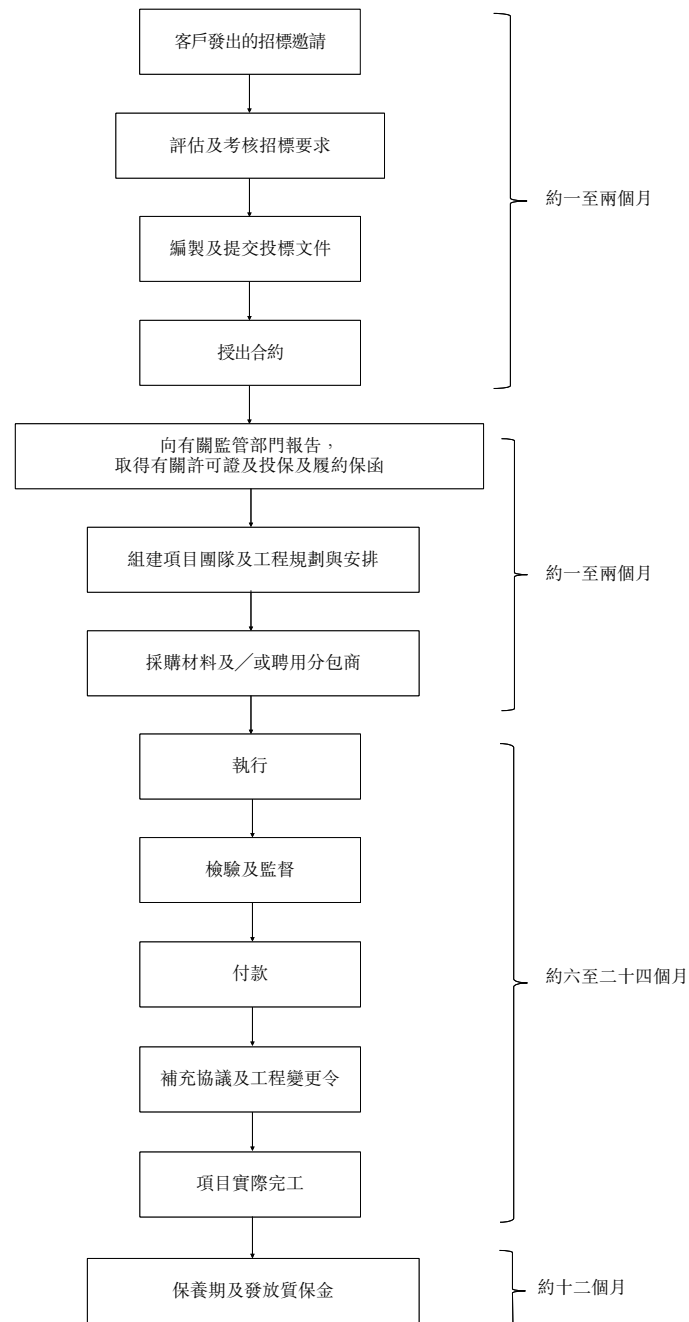 客戶發出的招標邀請
評估及考核招標要求
編製及提交投標文件
授出合約
約一至兩個月
向有關監管部門報告，
取得有關許可證及投保及履約保函
組建項目團隊及工程規劃與安排
採購材料及／或聘用分包商
約一至兩個月
執行
檢驗及監督
付款
補充協議及工程變更令
項目實際完工
約六至二十四個月
保養期及發放質保金
約十二個月